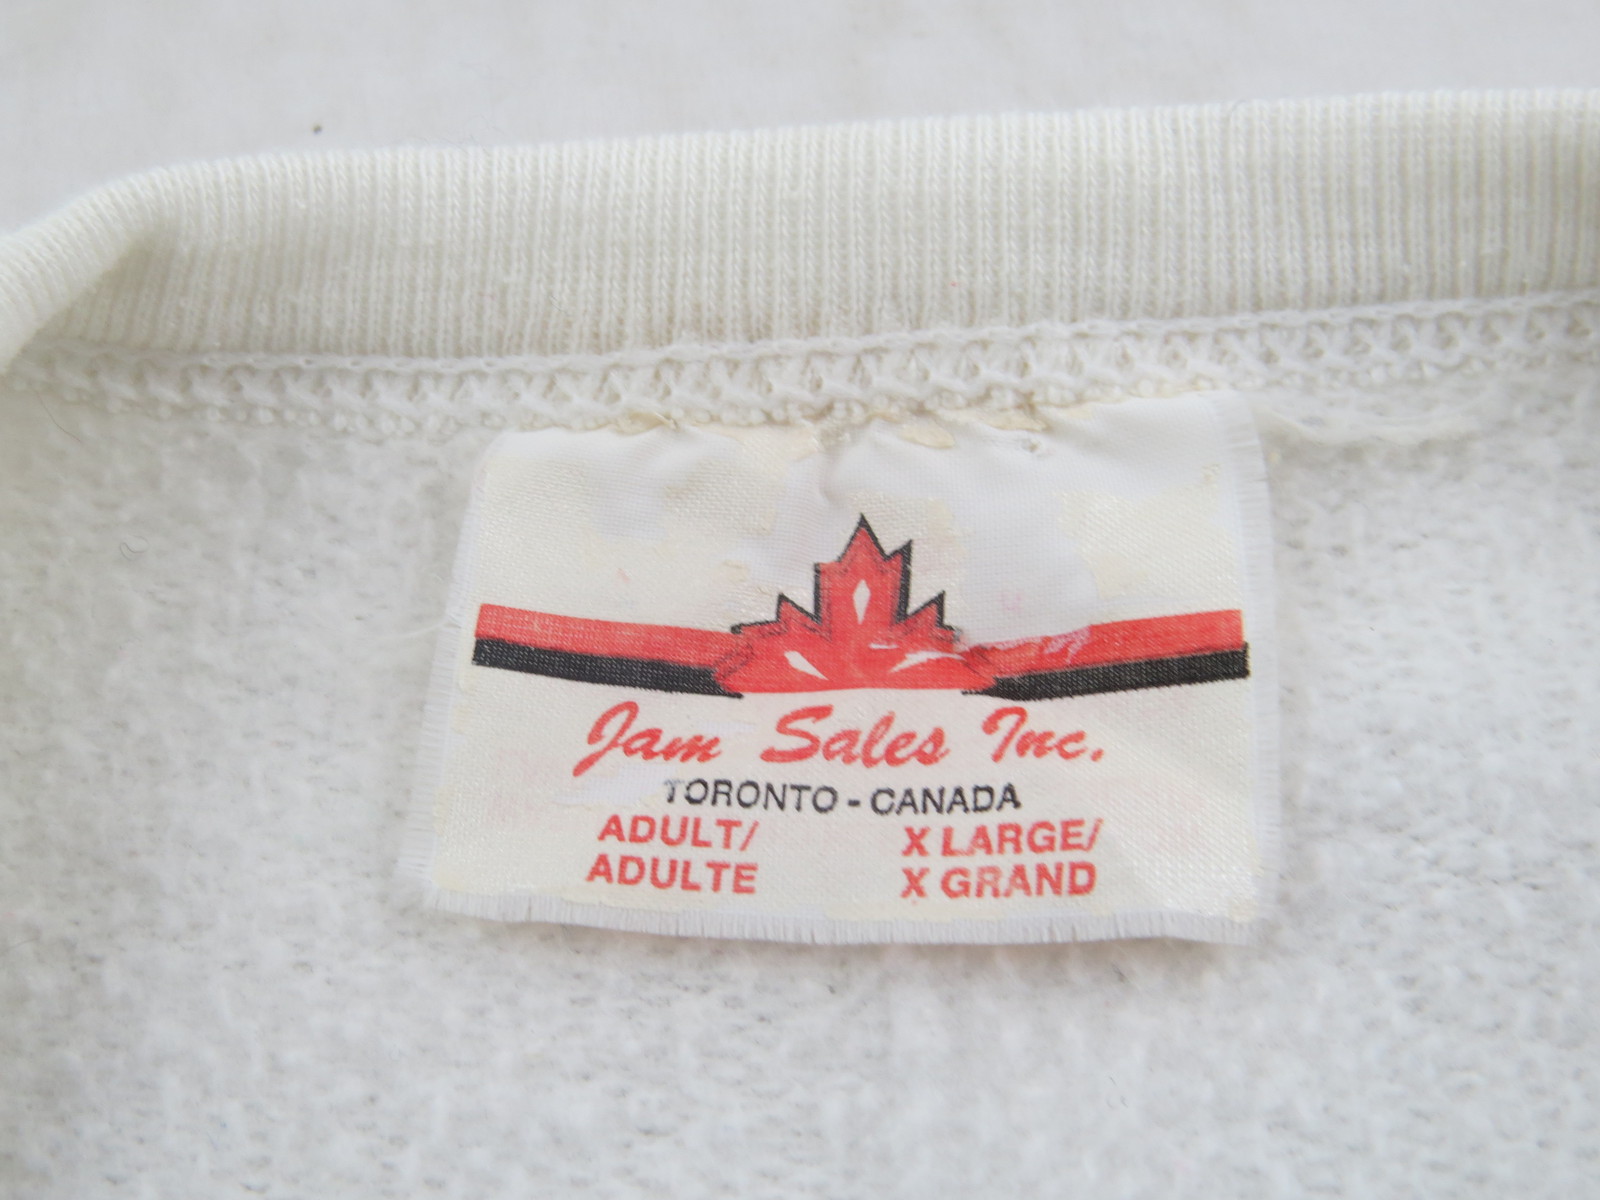 Jam Sales Inc.
TORONTO - CANADA
ADULT/ X LARGE/
ADULTE X GRAND